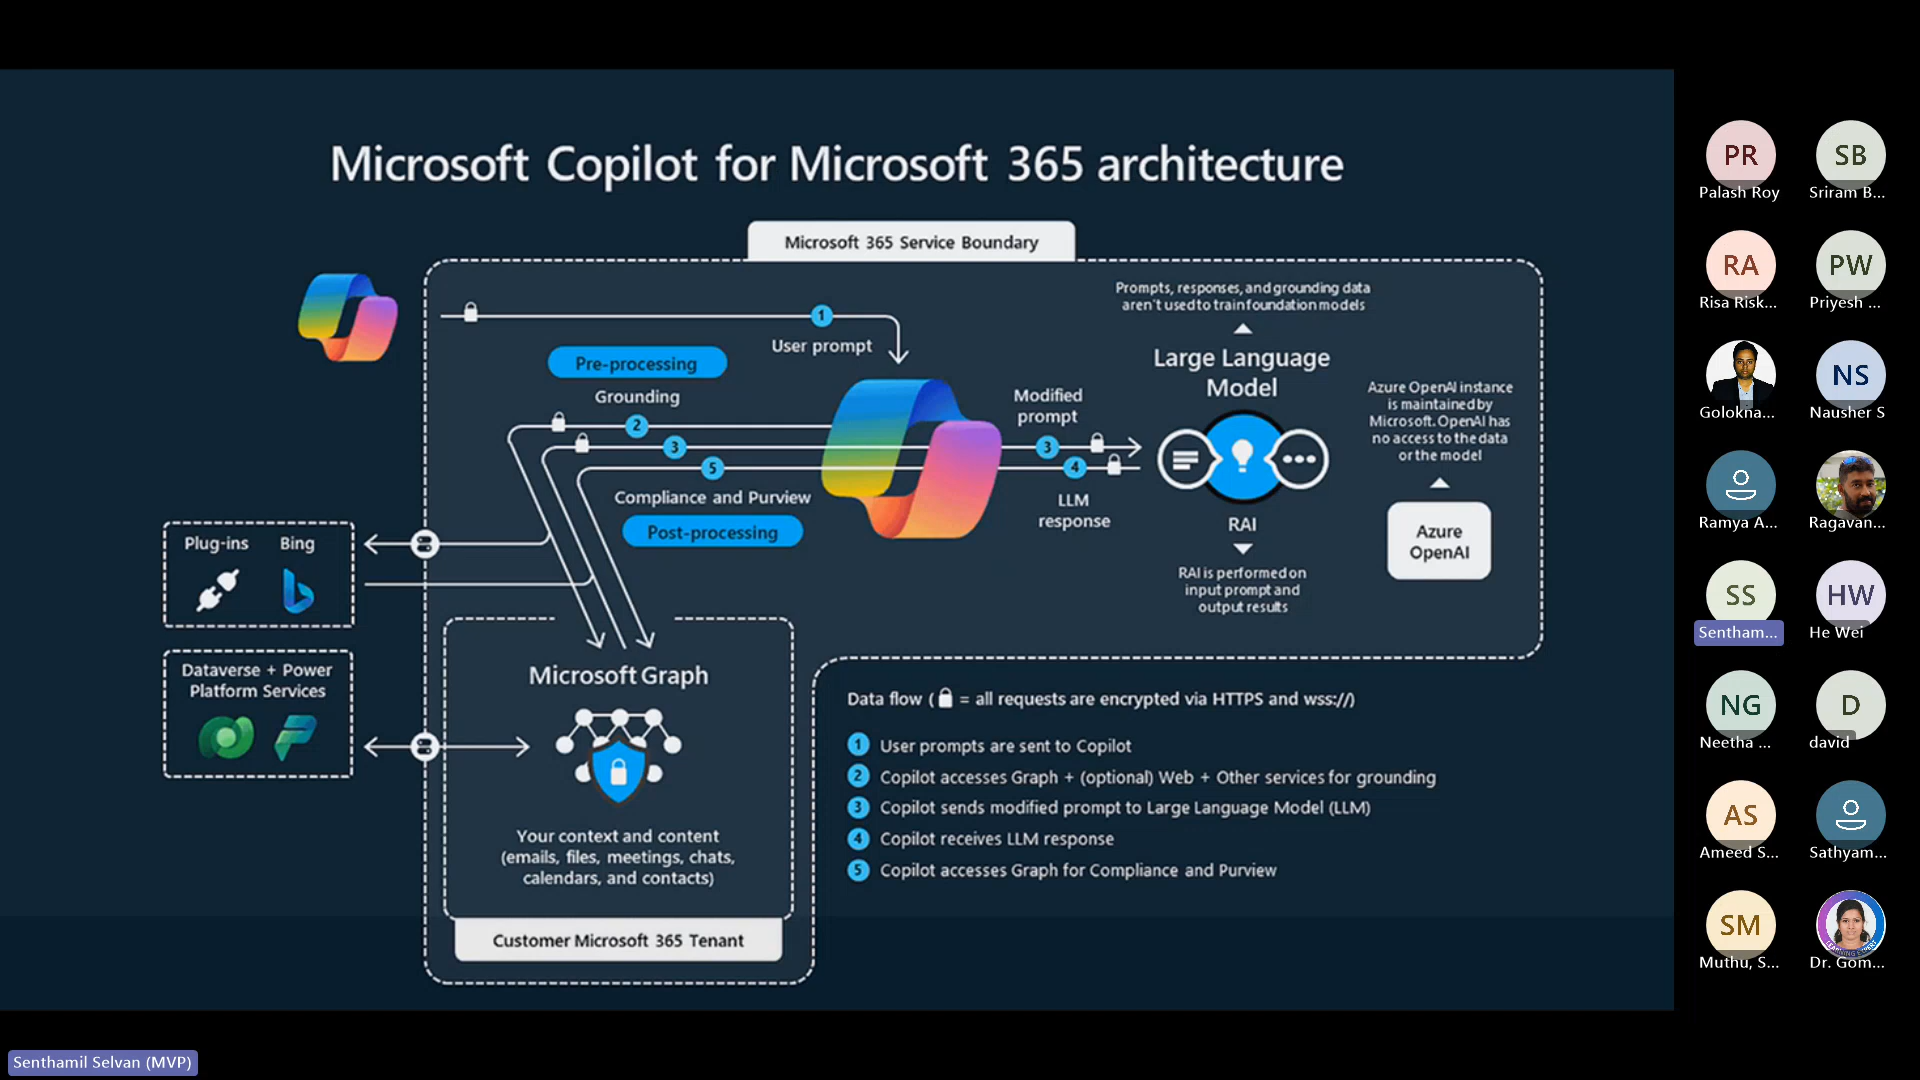 Microsoft Copilot for Microsoft 365 architecture
Microsoft 365 Service Boundary
1
User prompt
Pre-processing
Grounding
2
3
5
Compliance and Purview
Post-processing
Modified
prompt
3
4
LLM
response
Prompts, responses, and grounding data
aren't used to train foundation models
Large Language
Model
RAI
RAI is performed on
input prompt and
output results
Azure OpenAI instance
is maintained by
Microsoft. OpenAI has
no access to the data
or the model
Azure
OpenAI
Plug-ins
Bing
Dataverse + Power
Platform Services
Microsoft Graph
Your context and content
(emails, files, meetings, chats,
calendars, and contacts)
Customer Microsoft 365 Tenant
Data flow ( = all requests are encrypted via HTTPS and wss://)
1 User prompts are sent to Copilot
2 Copilot accesses Graph + (optional) Web + Other services for grounding
3 Copilot sends modified prompt to Large Language Model (LLM)
4 Copilot receives LLM response
5 Copilot accesses Graph for Compliance and Purview
PR
Palash Roy
SB
Sriram B...
RA
Risa Risk...
PW
Priyesh ...
Golokna...
NS
Nausher S
Ramya A...
Ragavan...
SS
Sentham...
HW
He Wei
NG
Neetha ...
D
david
AS
Ameed S...
Sathyam...
SM
Muthu, S...
Dr. Gom...
Senthamil Selvan (MVP)